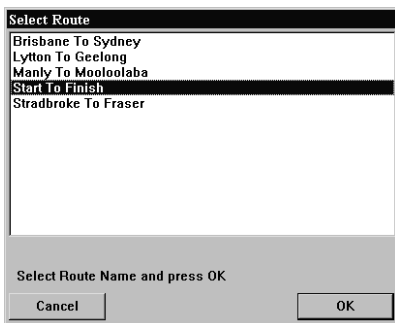 Select Route
Brisbane To Sydney
Lytton To Geelong
Manly To Mooloolaba
Start To Finish
Stradbroke To Fraser
Select Route Name and press OK
Cancel
OK